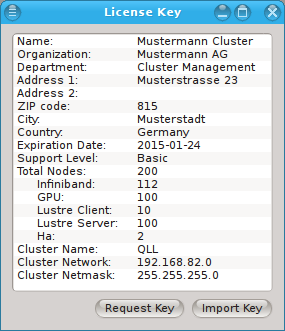 License Key
Name: Mustermann Cluster
Organization: Mustermann AG
Department: Cluster Management
Address 1: Musterstrasse 23
Address 2:
ZIP code: 815
City: Musterstadt
Country: Germany
Expiration Date: 2015-01-24
Support Level: Basic
Total Nodes: 200
Infiniband: 112
GPU: 100
Lustre Client: 10
Lustre Server: 100
Ha: 2
Cluster Name: QLL
Cluster Network: 192.168.82.0
Cluster Netmask: 255.255.255.0
Request Key Import Key